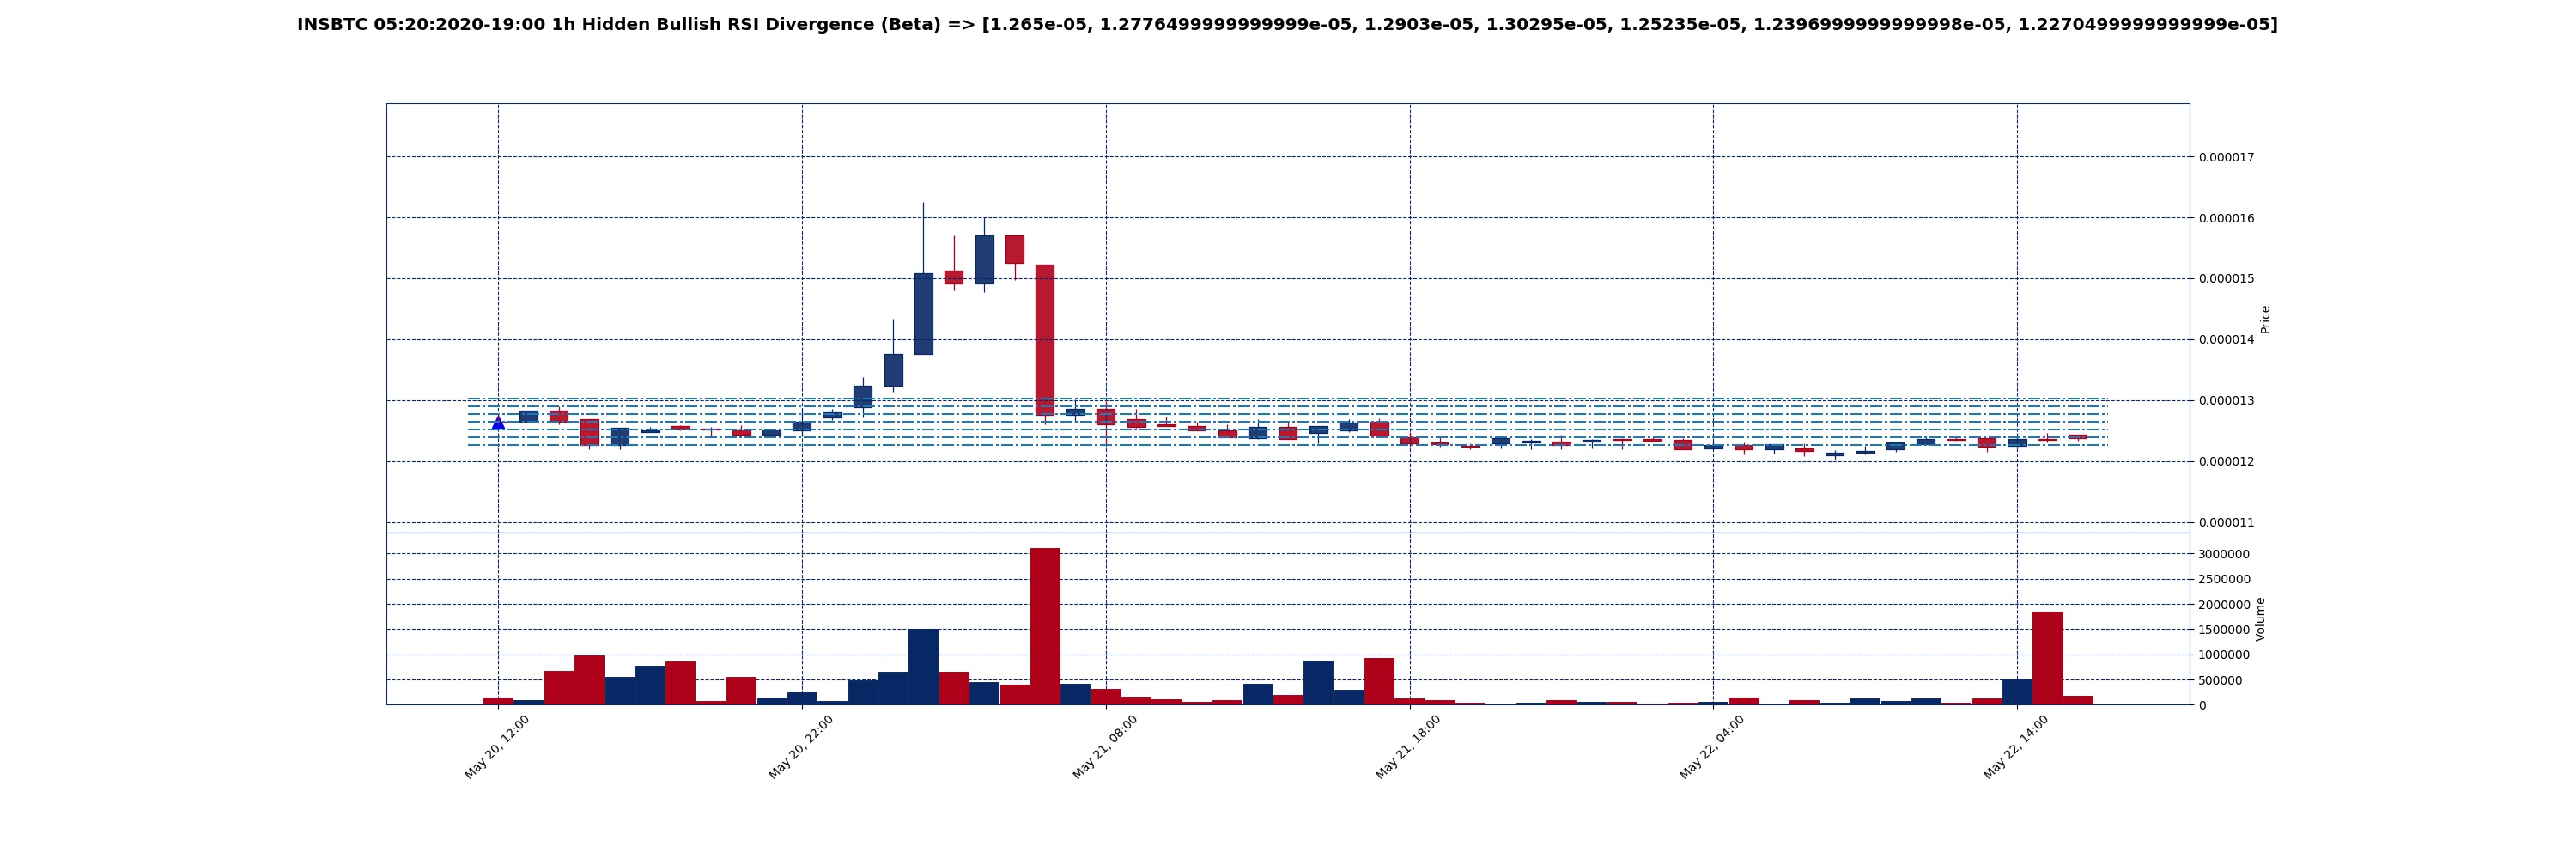 INSBTC 05:20:2020-19:00 1h Hidden Bullish RSI Divergence (Beta) => [1.265e-05, 1.2776499999999999e-05, 1.2903e-05, 1.30295e-05, 1.25235e-05, 1.2396999999999998e-05, 1.2270499999999999e-05]
0.000017
0.000016
0.000015
0.000014
0.000013
0.000012
0.000011
Price
3000000
2500000
2000000
1500000
1000000
500000
0
Volume
May 20, 12:00
May 20, 22:00
May 21, 08:00
May 21, 18:00
May 22, 04:00
May 22, 14:00